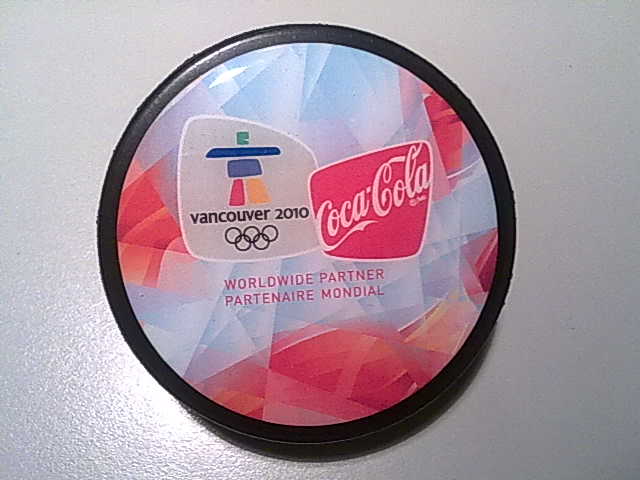 vancouver 2010
Coca-Cola
WORLDWIDE PARTNER
PARTENAIRE MONDIAL